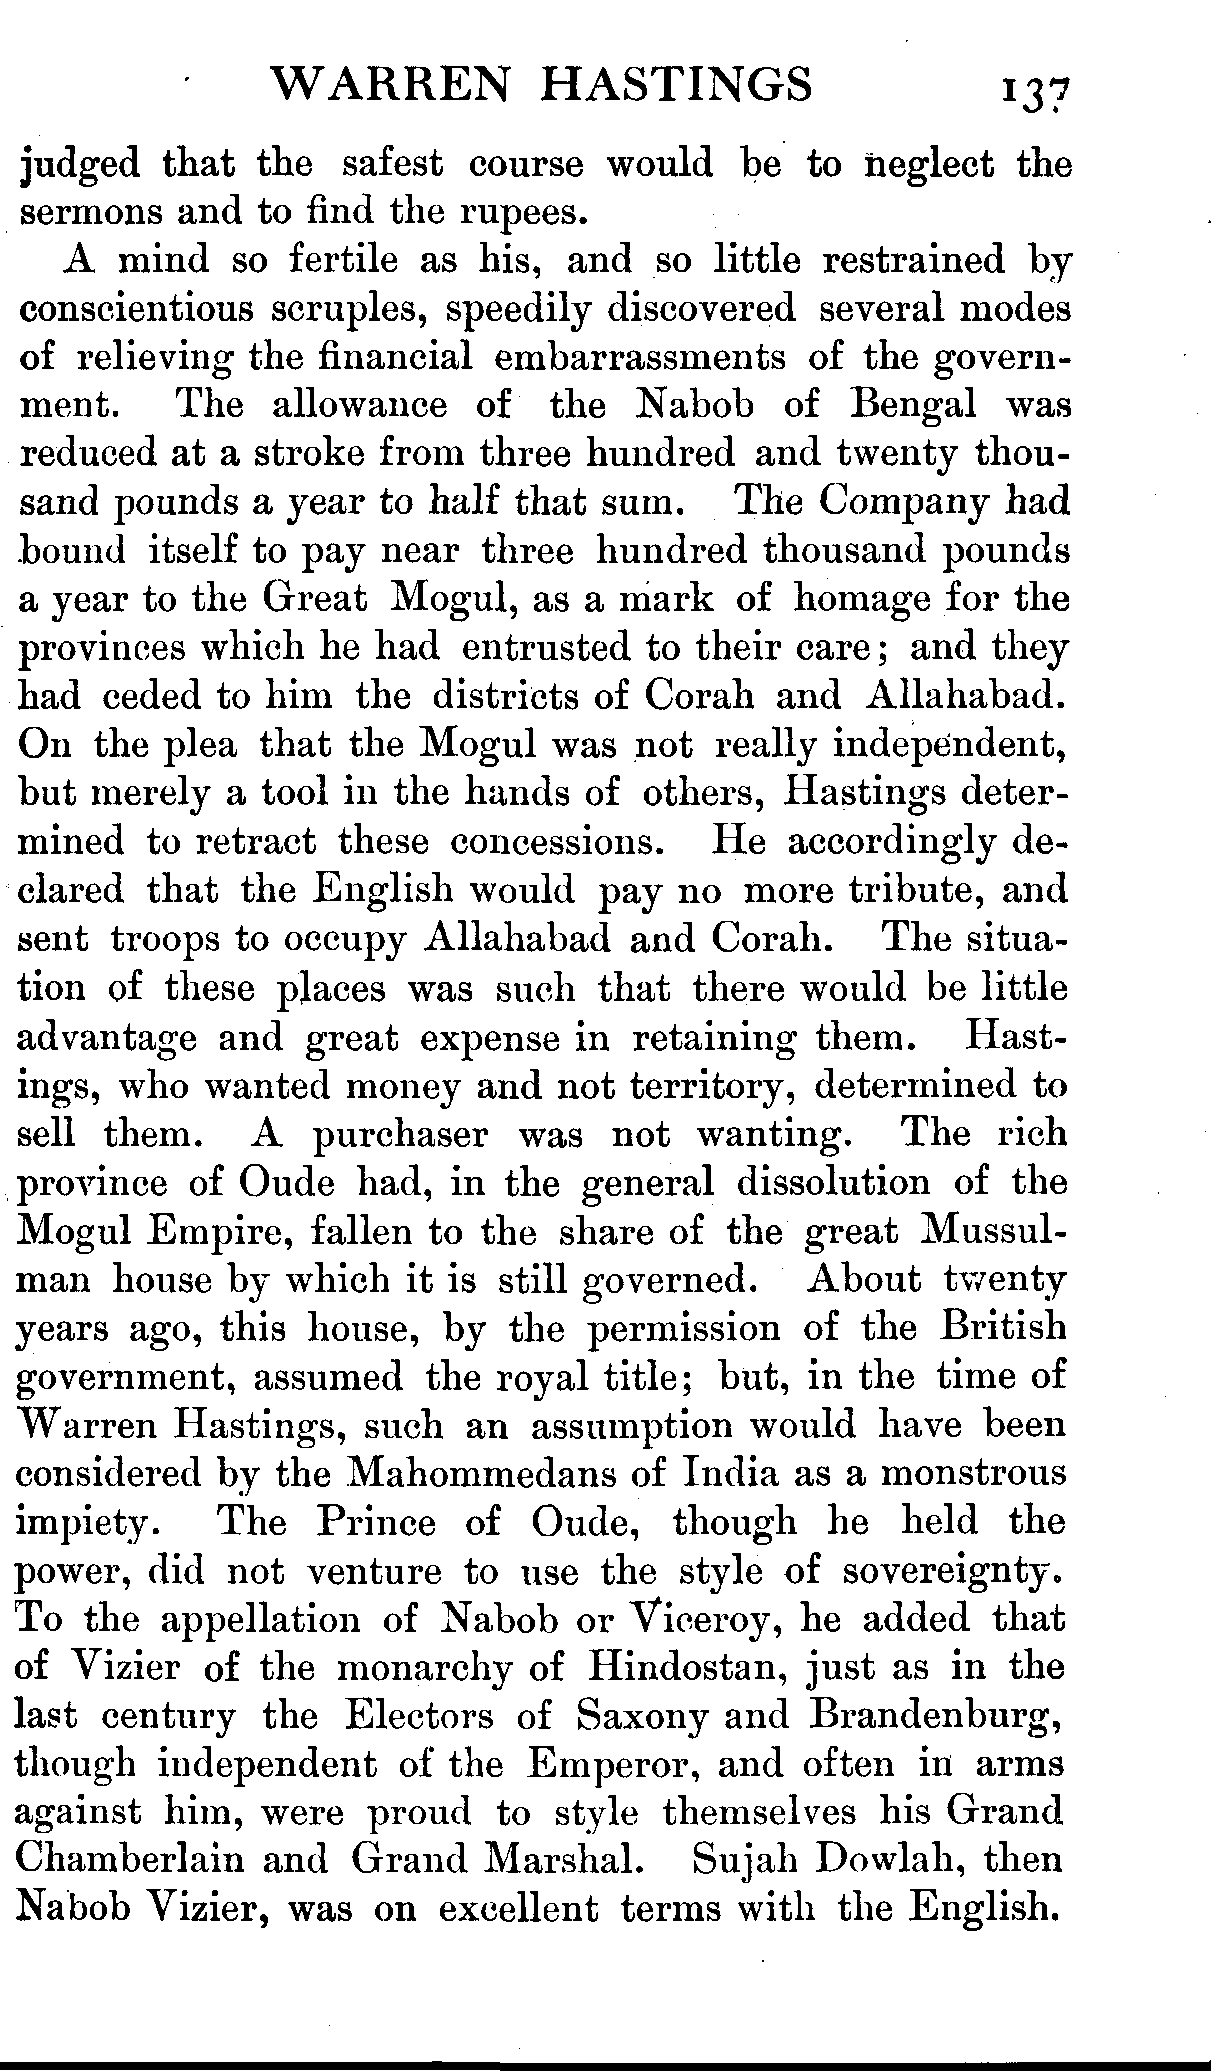 WARREN HASTINGS 137
judged that the safest course would be to neglect the
sermons and to find the rupees.
A mind so fertile as his, and so little restrained by
conscientious scruples, speedily discovered several modes
of relieving the financial embarrassments of the govern-
ment. The allowance of the Nabob of Bengal was
reduced at a stroke from three hundred and twenty thou-
sand pounds a year to half that sum. The Company had
bound itself to pay near three hundred thousand pounds
a year to the Great Mogul, as a mark of homage for the
provinces which he had entrusted to their care; and they
had ceded to him the districts of Corah and Allahabad.
On the plea that the Mogul was not really independent,
but merely a tool in the hands of others, Hastings deter-
mined to retract these concessions. He accordingly de-
clared that the English would pay no more tribute, and
sent troops to occupy Allahabad and Corah. The situa-
tion of these places was such that there would be little
advantage and great expense in retaining them. Hast-
ings, who wanted money and not territory, determined to
sell them. A purchaser was not wanting. The rich
province of Oude had, in the general dissolution of the
Mogul Empire, fallen to the share of the great Mussul-
man house by which it is still governed. About twenty
years ago, this house, by the permission of the British
government, assumed the royal title; but, in the time of
Warren Hastings, such an assumption would have been
considered by the Mahommedans of India as a monstrous
impiety. The Prince of Oude, though he held the
power, did not venture to use the style of sovereignty.
To the appellation of Nabob or Viceroy, he added that
of Vizier of the monarchy of Hindostan, just as in the
last century the Electors of Saxony and Brandenburg,
though independent of the Emperor, and often in arms
against him, were proud to style themselves his Grand
Chamberlain and Grand Marshal. Sujah Dowlah, then
Nabob Vizier, was on excellent terms with the English.